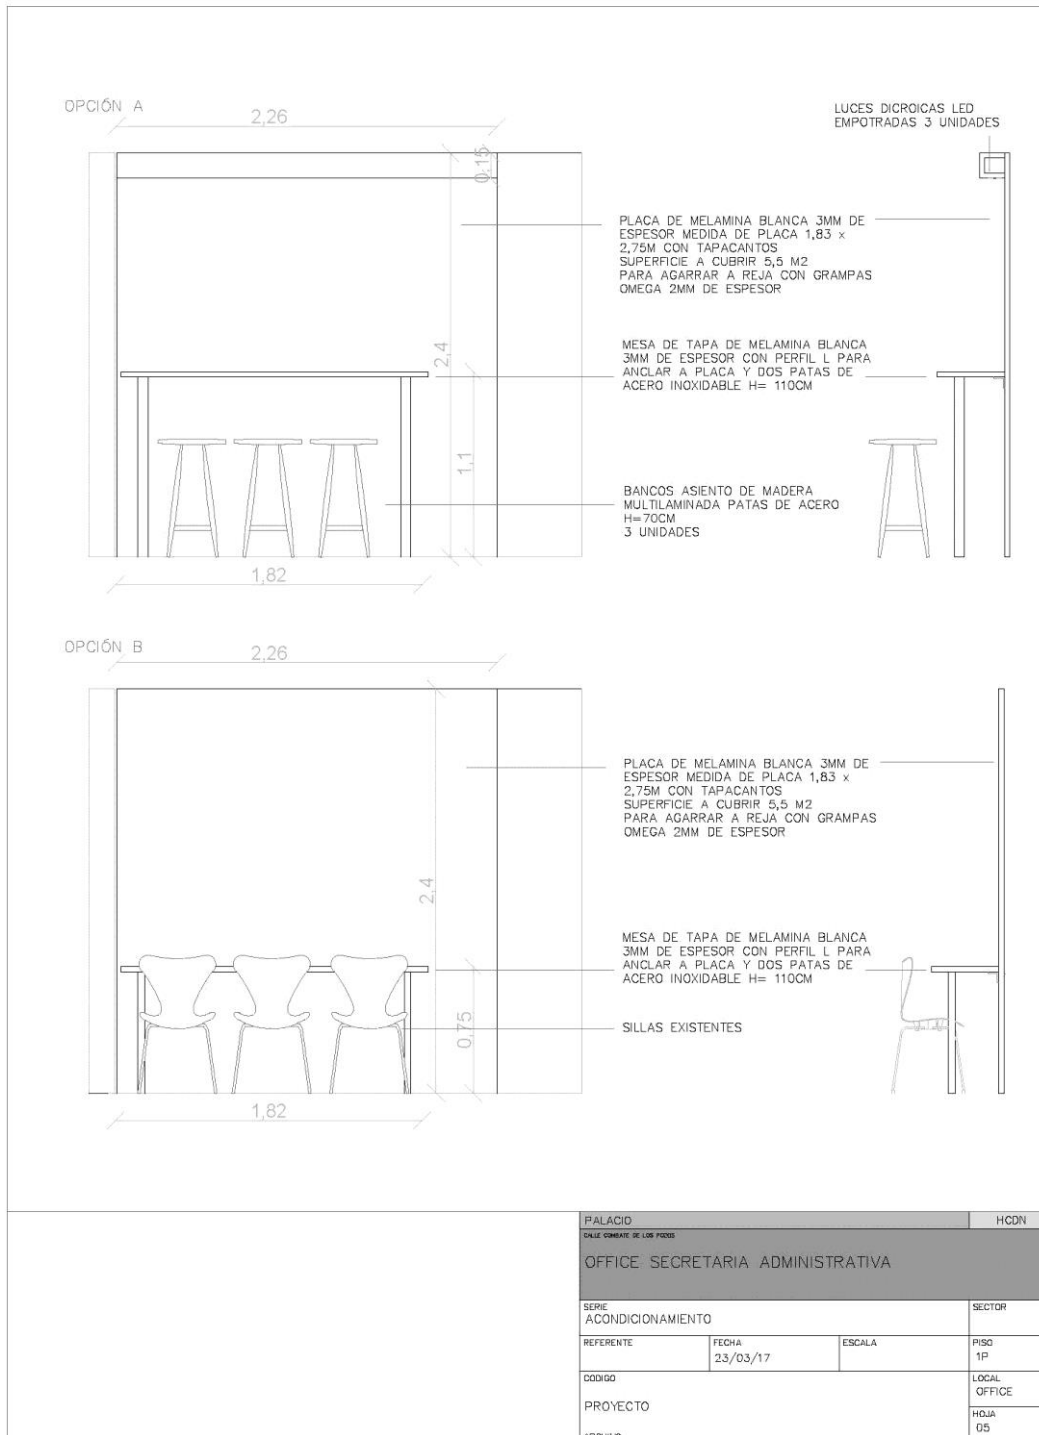 OPCIÓN A
2,26
LUCES DICROICAS LED
EMPOTRADAS 3 UNIDADES
0,15
PLACA DE MELAMINA BLANCA 3MM DE
ESPESOR MEDIDA DE PLACA 1,83 x
2,75M CON TAPACANTOS
SUPERFICIE A CUBRIR 5,5 M2
PARA AGARRAR A REJA CON GRAMPAS
OMEGA 2MM DE ESPESOR
2,4
MESA DE TAPA DE MELAMINA BLANCA
3MM DE ESPESOR CON PERFIL L PARA
ANCLAR A PLACA Y DOS PATAS DE
ACERO INOXIDABLE H= 110CM
1,1
BANCOS ASIENTO DE MADERA
MULTILAMINADA PATAS DE ACERO
H=70CM
3 UNIDADES
1,82
OPCIÓN B
2,26
PLACA DE MELAMINA BLANCA 3MM DE
ESPESOR MEDIDA DE PLACA 1,83 x
2,75M CON TAPACANTOS
SUPERFICIE A CUBRIR 5,5 M2
PARA AGARRAR A REJA CON GRAMPAS
OMEGA 2MM DE ESPESOR
2,4
MESA DE TAPA DE MELAMINA BLANCA
3MM DE ESPESOR CON PERFIL L PARA
ANCLAR A PLACA Y DOS PATAS DE
ACERO INOXIDABLE H= 110CM
0,75
SILLAS EXISTENTES
1,82
PALACIO
HCDN
CALLE COMBATE DE LOS POZOS
OFFICE SECRETARIA ADMINISTRATIVA
SERIE
ACONDICIONAMIENTO
SECTOR
REFERENTE
FECHA
23/03/17
ESCALA
PISO
1P
CODIGO
PROYECTO
LOCAL
OFFICE
HOJA
05